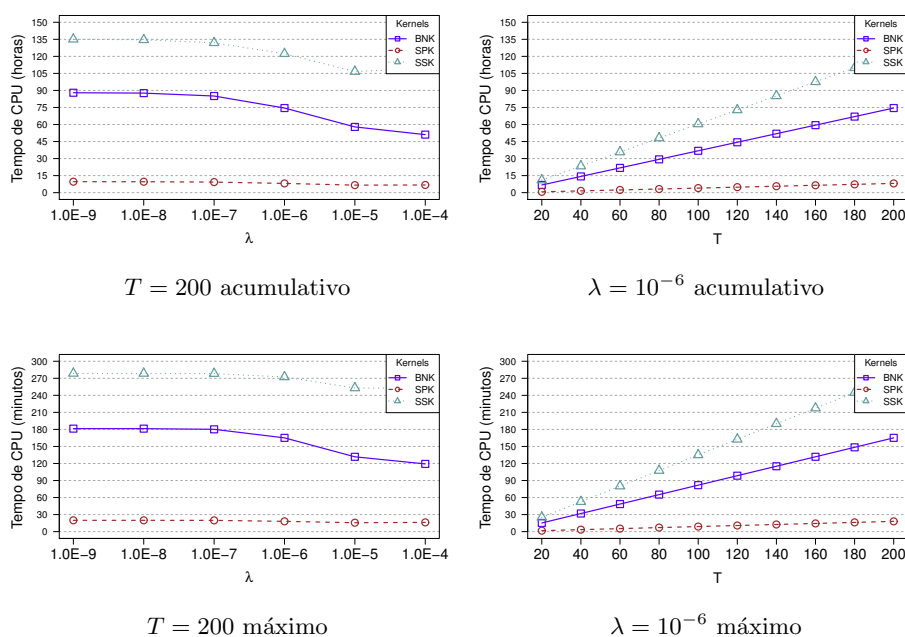 150
135
120
105
90
75
60
45
30
15
0
Tempo de CPU (horas)
Kernels
BNK
SPK
SSK
1.0E−9 1.0E−8 1.0E−7 1.0E−6 1.0E−5 1.0E−4
λ
150
135
120
105
90
75
60
45
30
15
0
Tempo de CPU (horas)
Kernels
BNK
SPK
SSK
20 40 60 80 100 120 140 160 180 200
T
T = 200 acumulativo
λ = 10⁻⁶ acumulativo
300
270
240
210
180
150
120
90
60
30
0
Tempo de CPU (minutos)
Kernels
BNK
SPK
SSK
1.0E−9 1.0E−8 1.0E−7 1.0E−6 1.0E−5 1.0E−4
λ
300
270
240
210
180
150
120
90
60
30
0
Tempo de CPU (minutos)
Kernels
BNK
SPK
SSK
20 40 60 80 100 120 140 160 180 200
T
T = 200 máximo
λ = 10⁻⁶ máximo